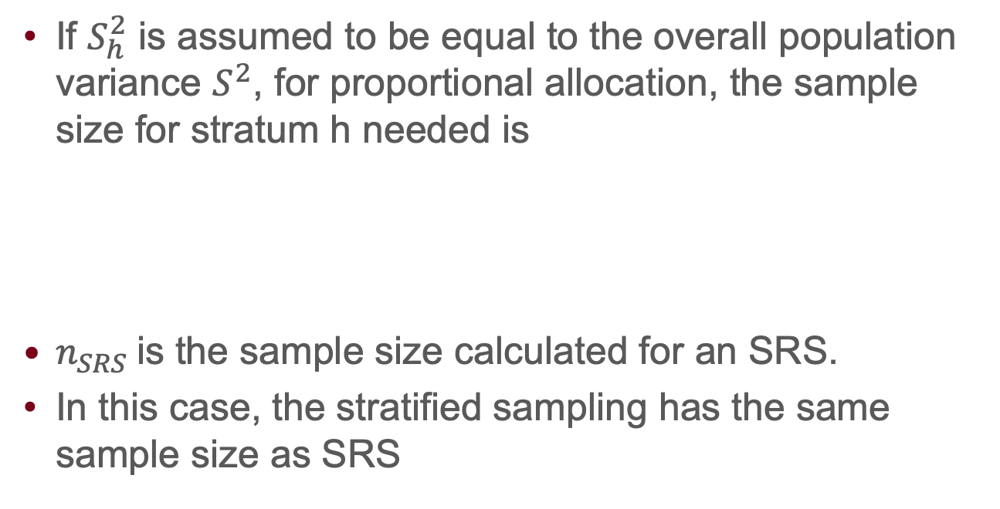 • If $S_h^2$ is assumed to be equal to the overall population
variance $S^2$, for proportional allocation, the sample
size for stratum h needed is
• $n_{SRS}$ is the sample size calculated for an SRS.
• In this case, the stratified sampling has the same
sample size as SRS